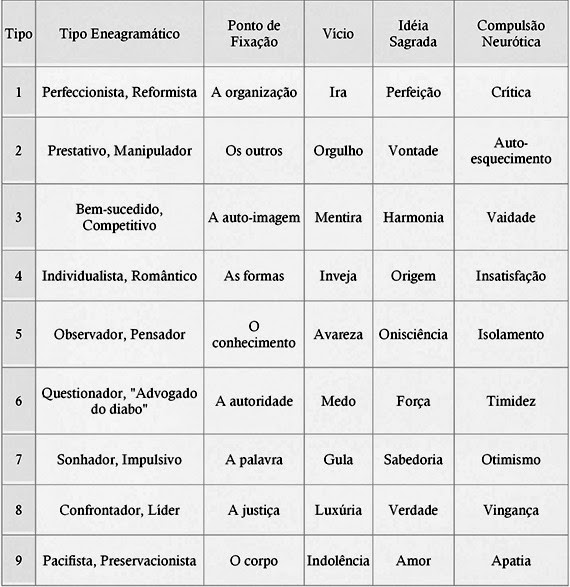 Tipo Tipo Eneagramático Ponto de Fixação Vício Idéia Sagrada Compulsão Neurótica
1 Perfeccionista, Reformista A organização Ira Perfeição Crítica
2 Prestativo, Manipulador Os outros Orgulho Vontade Auto-esquecimento
3 Bem-sucedido, Competitivo A auto-imagem Mentira Harmonia Vaidade
4 Individualista, Romântico As formas Inveja Origem Insatisfação
5 Observador, Pensador O conhecimento Avareza Onisciência Isolamento
6 Questionador, "Advogado do diabo" A autoridade Medo Força Timidez
7 Sonhador, Impulsivo A palavra Gula Sabedoria Otimismo
8 Confrontador, Líder A justiça Luxúria Verdade Vingança
9 Pacifista, Preservacionista O corpo Indolência Amor Apatia